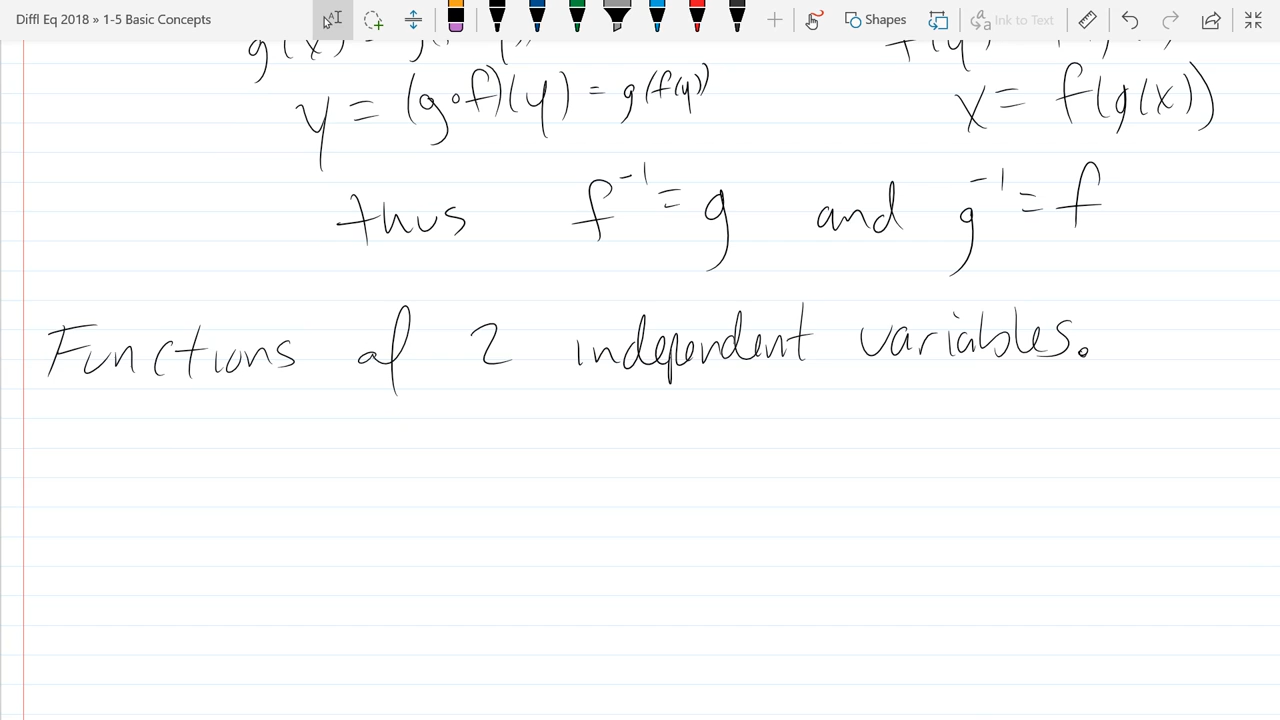 Diffl Eq 2018 » 1-5 Basic Concepts
Shapes
Ink to Text
y = (g∘f)(y) = g(f(y))
x = f(g(x))
thus f⁻¹ = g and g⁻¹ = f
Functions of 2 independent variables.